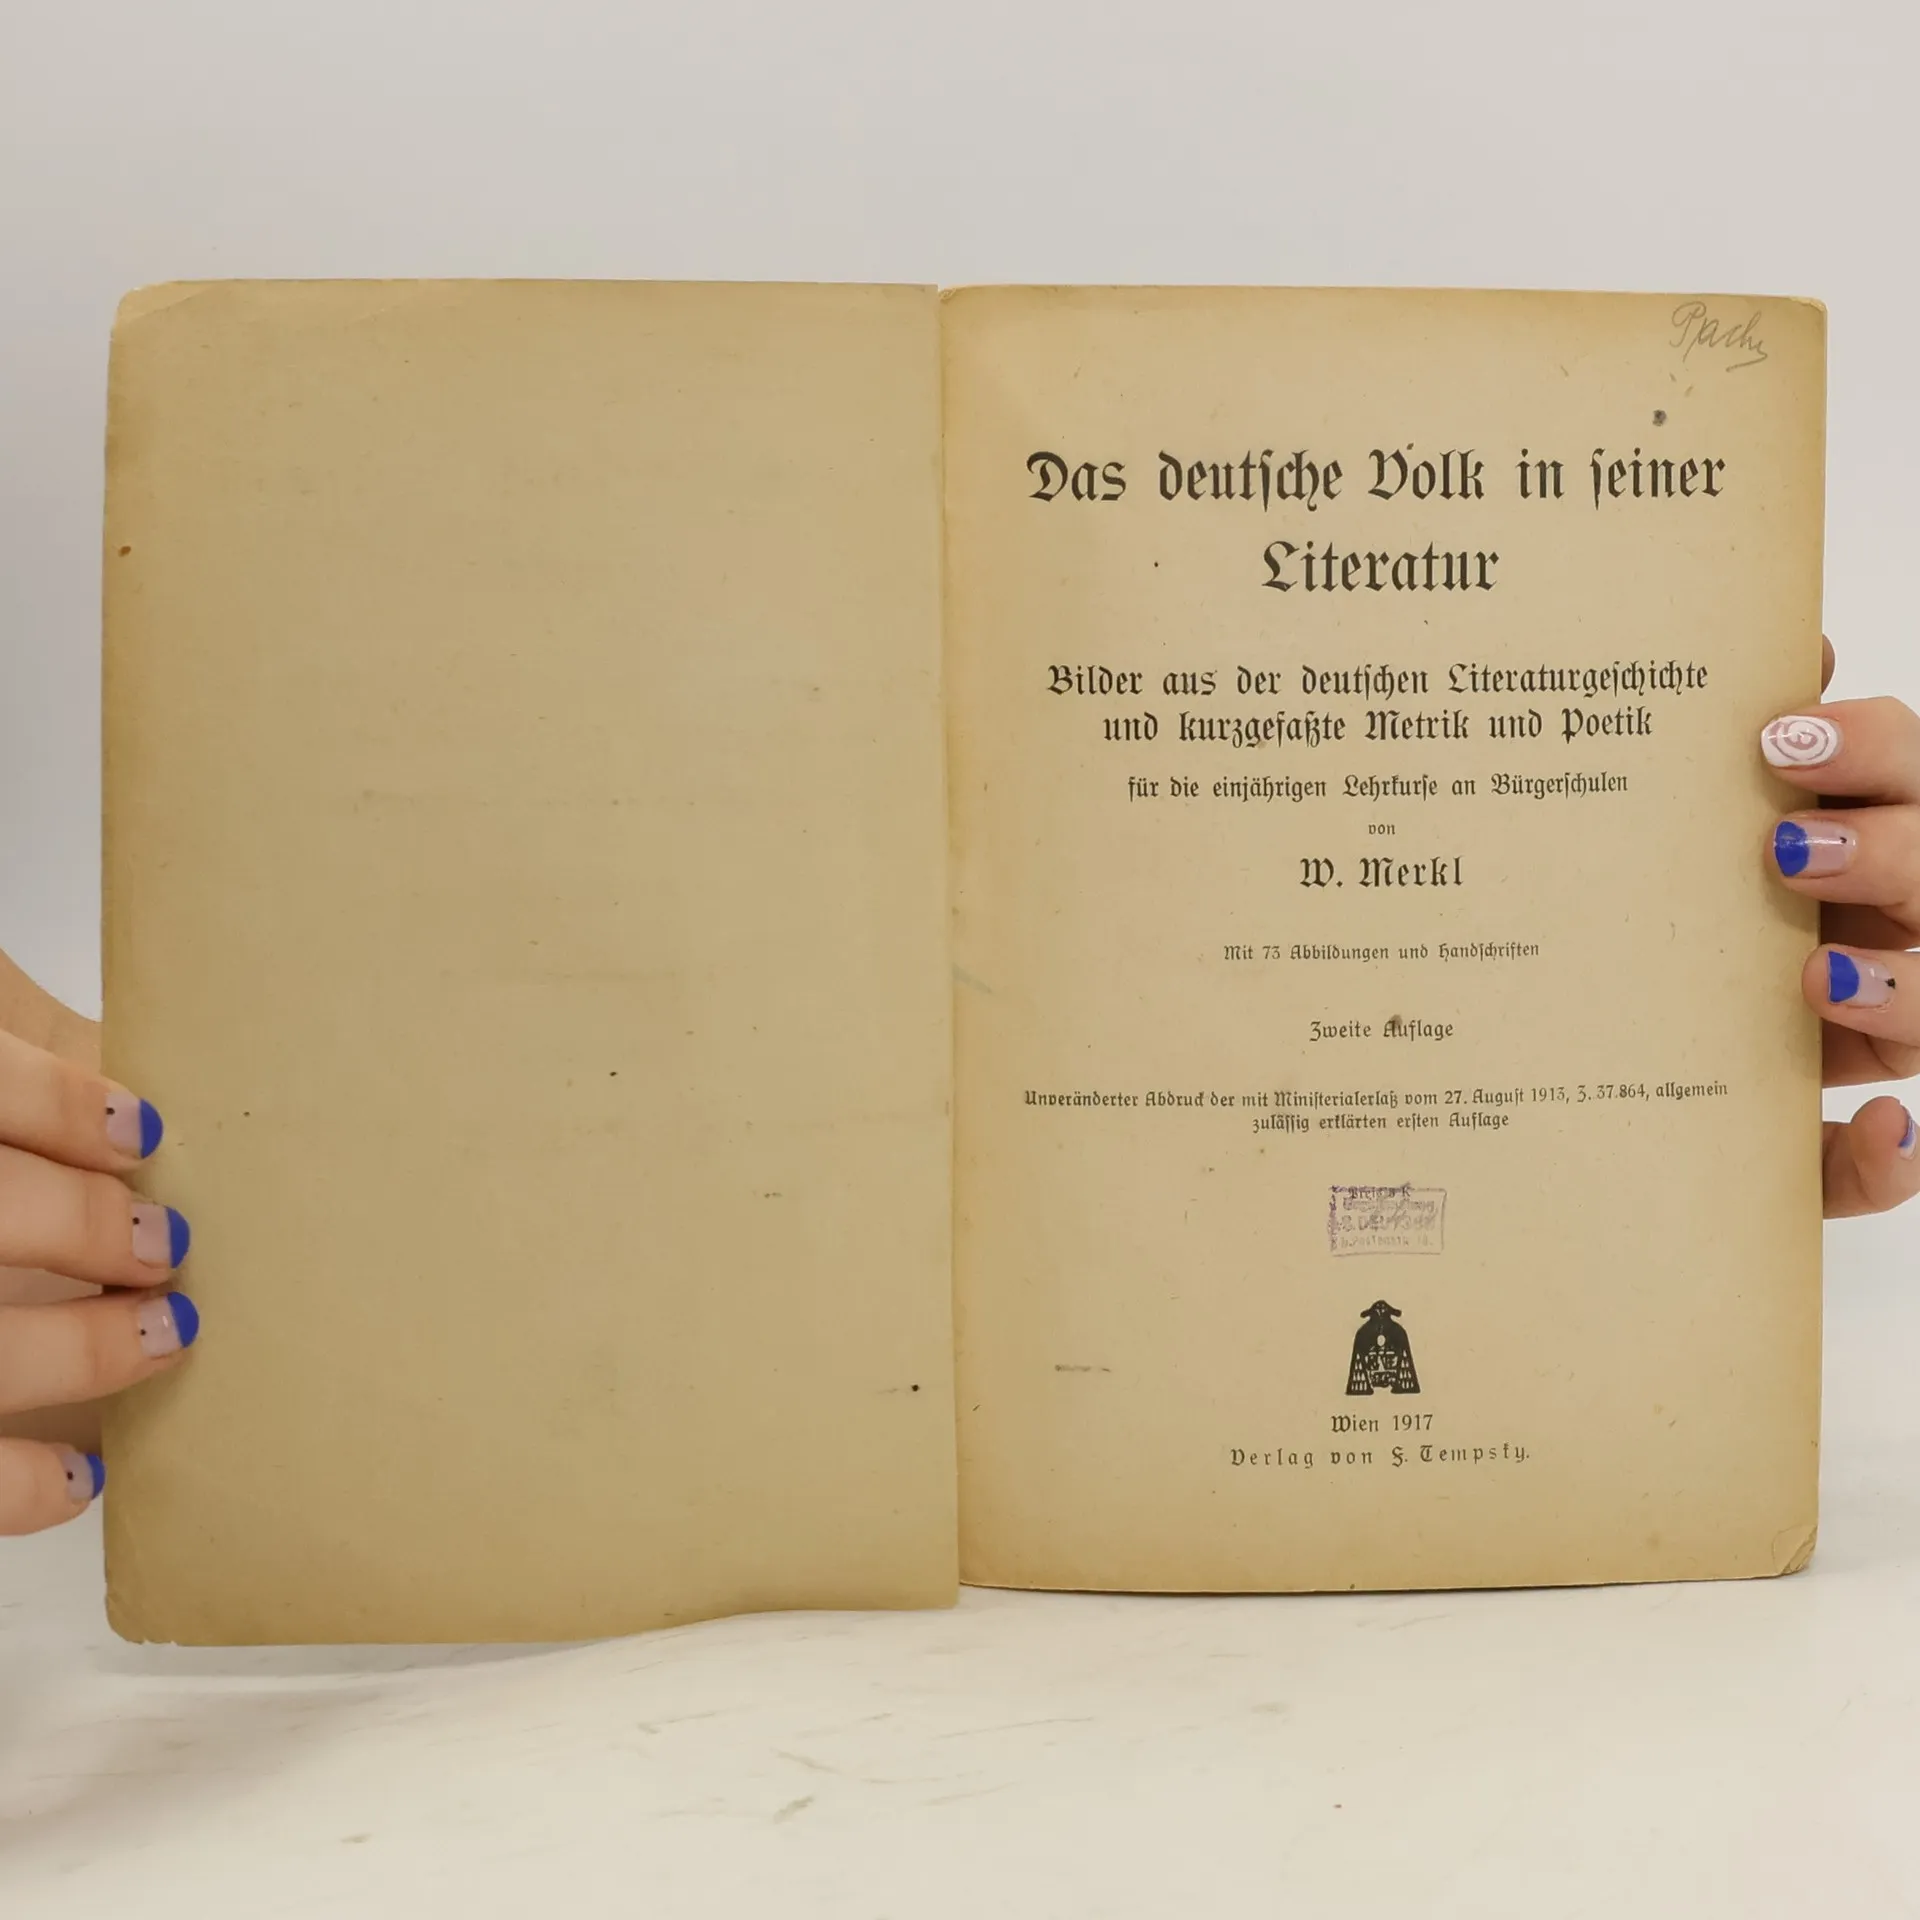 Das deutſche Volk in ſeiner
Literatur
Bilder aus der deutſchen Literaturgeſchichte
und kurzgefaßte Metrik und Poetik
für die einjährigen Lehrkurſe an Bürgerſchulen
von
W. Merkl
Mit 73 Abbildungen und Handſchriften
Zweite Auflage
Unveränderter Abdruck der mit Miniſterialerlaß vom 27. Auguſt 1913, Z. 37.864, allgemein
zuläſſig erklärten erſten Auflage
Wien 1917
Verlag von F. Tempsky.